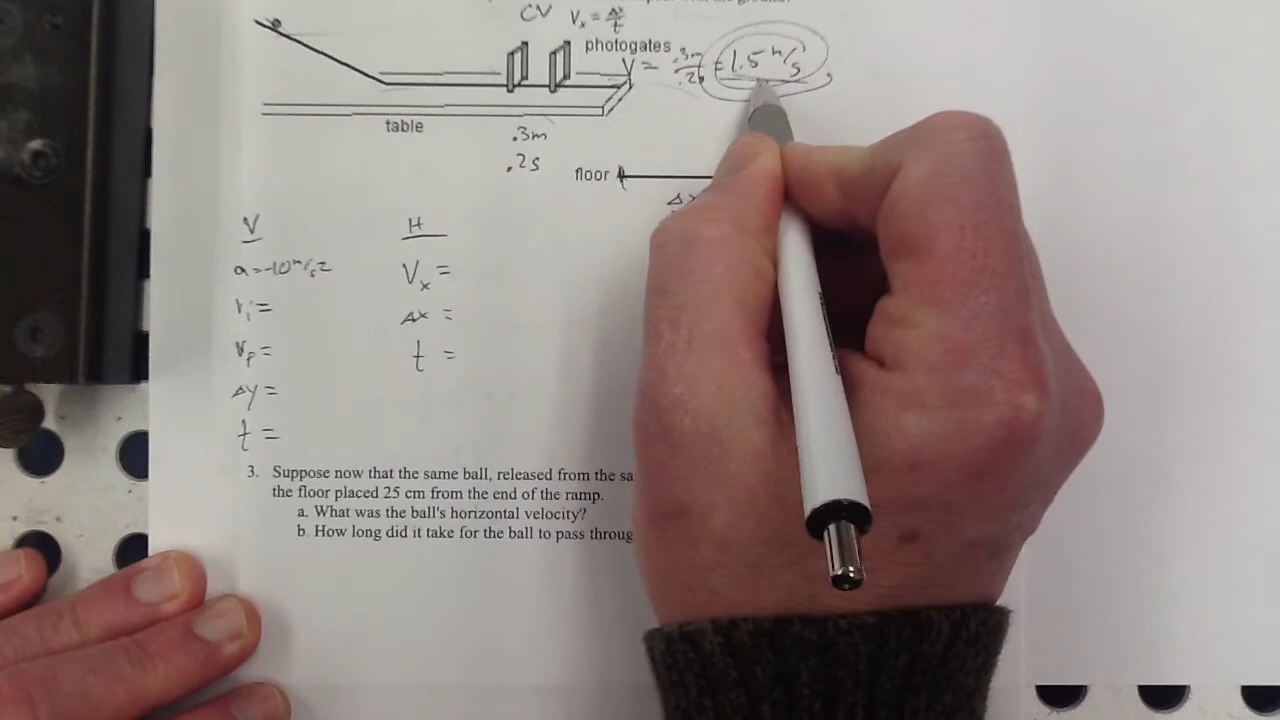 CV Vx = Δx/t
photogates
V = .3m/.2s = 1.5 m/s
table
.3m
.2s
floor
Δx
V H
a=-10 m/s2 Vx =
Vi= Δx =
VF= t =
Δy =
t =
3. Suppose now that the same ball, released from the sa
the floor placed 25 cm from the end of the ramp.
a. What was the ball's horizontal velocity?
b. How long did it take for the ball to pass throug